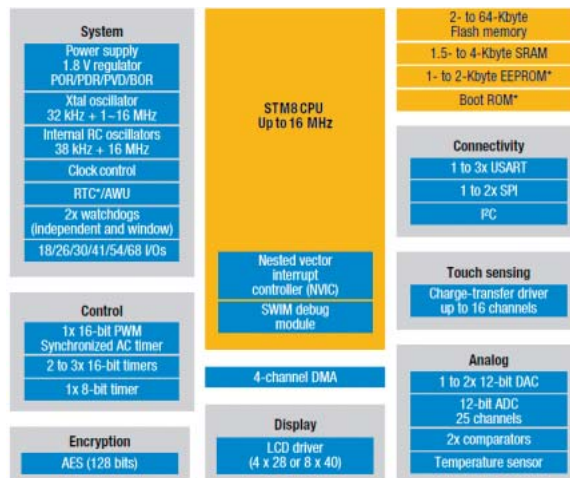 System
Power supply
1.8 V regulator
POR/PDR/PVD/BOR
Xtal oscillator
32 kHz + 1~16 MHz
Internal RC oscillators
38 kHz + 16 MHz
Clock control
RTC*/AWU
2x watchdogs
(independent and window)
18/26/30/41/54/68 I/Os
Control
1x 16-bit PWM
Synchronized AC timer
2 to 3x 16-bit timers
1x 8-bit timer
Encryption
AES (128 bits)
STM8 CPU
Up to 16 MHz
Nested vector
interrupt
controller (NVIC)
SWIM debug
module
4-channel DMA
Display
LCD driver
(4 x 28 or 8 x 40)
2- to 64-Kbyte
Flash memory
1.5- to 4-Kbyte SRAM
1- to 2-Kbyte EEPROM*
Boot ROM*
Connectivity
1 to 3x USART
1 to 2x SPI
I²C
Touch sensing
Charge-transfer driver
up to 16 channels
Analog
1 to 2x 12-bit DAC
12-bit ADC
25 channels
2x comparators
Temperature sensor